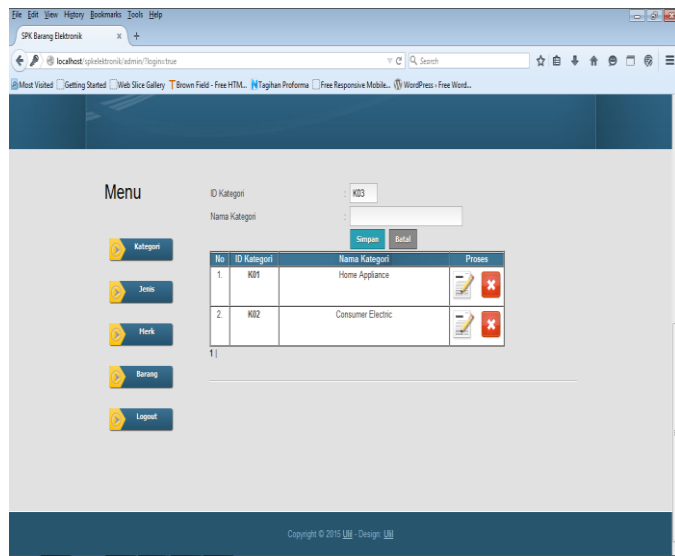 File Edit View History Bookmarks Tools Help
SPK Barang Elektronik
localhost/spkelektronik/admin/?login=true
Search
Most Visited Getting Started Web Slice Gallery Brown Field - Free HTM... Tagihan Proforma Free Responsive Mobile... WordPress › Free Word...
Menu
Kategori
Jenis
Merk
Barang
Logout
ID Kategori : K03
Nama Kategori :
Simpan Batal
No ID Kategori Nama Kategori Proses
1. K01 Home Appliance
2. K02 Consumer Electric
1 |
Copyright © 2015 Ulil - Design: Ulil